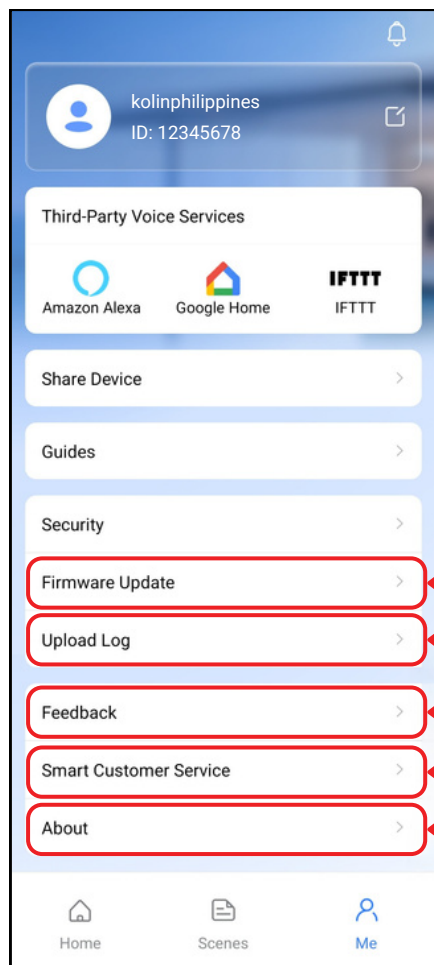 kolinphilippines
ID: 12345678
Third-Party Voice Services
Amazon Alexa
Google Home
IFTTT
IFTTT
Share Device
Guides
Security
Firmware Update
Upload Log
Feedback
Smart Customer Service
About
Home
Scenes
Me